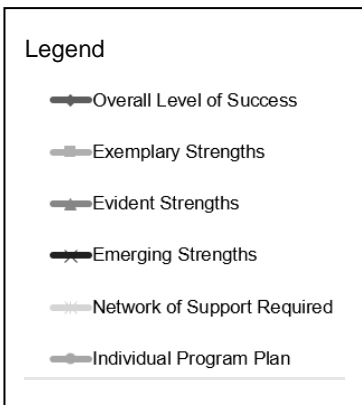 Legend
Overall Level of Success
Exemplary Strengths
Evident Strengths
Emerging Strengths
Network of Support Required
Individual Program Plan